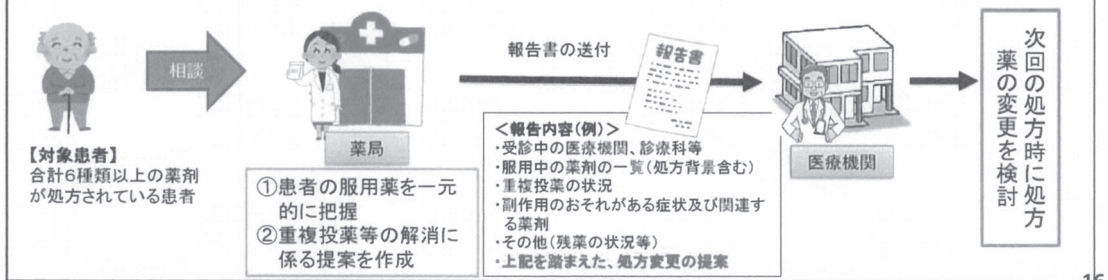 相談
【対象患者】
合計6種類以上の薬剤
が処方されている患者
薬局
①患者の服用薬を一元
的に把握
②重複投薬等の解消に
係る提案を作成
報告書の送付
報告書
<報告内容(例)>
・受診中の医療機関、診療科等
・服用中の薬剤の一覧(処方背景含む)
・重複投薬の状況
・副作用のおそれがある症状及び関連す
る薬剤
・その他(残薬の状況等)
・上記を踏まえた、処方変更の提案
医療機関
次回の処方時に処方
薬の変更を検討
16